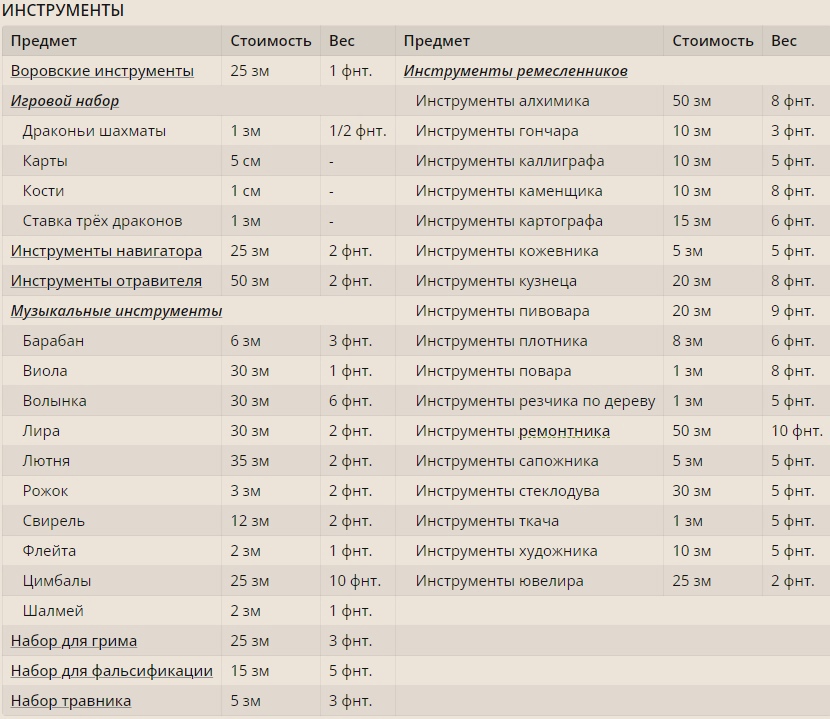 ИНСТРУМЕНТЫ
Предмет Стоимость Вес Предмет Стоимость Вес
Воровские инструменты 25 зм 1 фнт. Инструменты ремесленников
Игровой набор Инструменты алхимика 50 зм 8 фнт.
Драконьи шахматы 1 зм 1/2 фнт. Инструменты гончара 10 зм 3 фнт.
Карты 5 см - Инструменты каллиграфа 10 зм 5 фнт.
Кости 1 см - Инструменты каменщика 10 зм 8 фнт.
Ставка трёх драконов 1 зм - Инструменты картографа 15 зм 6 фнт.
Инструменты навигатора 25 зм 2 фнт. Инструменты кожевника 5 зм 5 фнт.
Инструменты отравителя 50 зм 2 фнт. Инструменты кузнеца 20 зм 8 фнт.
Музыкальные инструменты Инструменты пивовара 20 зм 9 фнт.
Барабан 6 зм 3 фнт. Инструменты плотника 8 зм 6 фнт.
Виола 30 зм 1 фнт. Инструменты повара 1 зм 8 фнт.
Волынка 30 зм 6 фнт. Инструменты резчика по дереву 1 зм 5 фнт.
Лира 30 зм 2 фнт. Инструменты ремонтника 50 зм 10 фнт.
Лютня 35 зм 2 фнт. Инструменты сапожника 5 зм 5 фнт.
Рожок 3 зм 2 фнт. Инструменты стеклодува 30 зм 5 фнт.
Свирель 12 зм 2 фнт. Инструменты ткача 1 зм 5 фнт.
Флейта 2 зм 1 фнт. Инструменты художника 10 зм 5 фнт.
Цимбалы 25 зм 10 фнт. Инструменты ювелира 25 зм 2 фнт.
Шалмей 2 зм 1 фнт.
Набор для грима 25 зм 3 фнт.
Набор для фальсификации 15 зм 5 фнт.
Набор травника 5 зм 3 фнт.